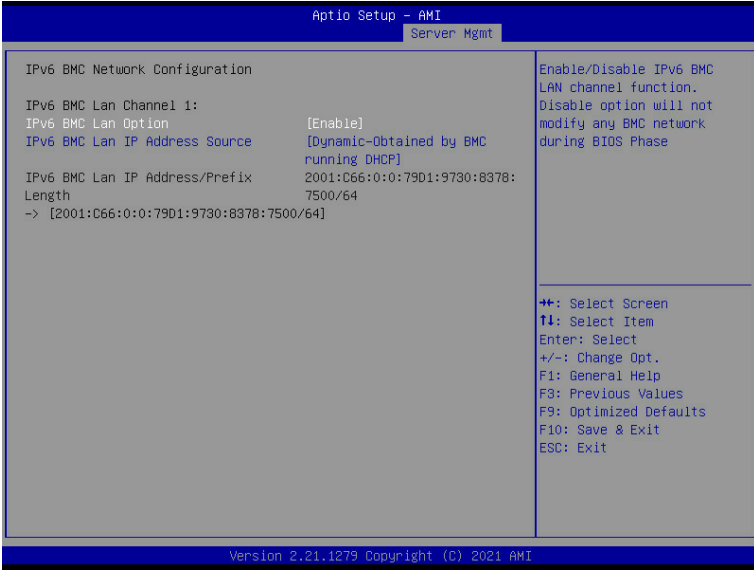 Aptio Setup – AMI
Server Mgmt
IPv6 BMC Network Configuration
IPv6 BMC Lan Channel 1:
IPv6 BMC Lan Option [Enable]
IPv6 BMC Lan IP Address Source [Dynamic-Obtained by BMC
running DHCP]
IPv6 BMC Lan IP Address/Prefix 2001:C66:0:0:79D1:9730:8378:
Length 7500/64
-> [2001:C66:0:0:79D1:9730:8378:7500/64]
Enable/Disable IPv6 BMC
LAN channel function.
Disable option will not
modify any BMC network
during BIOS Phase
→←: Select Screen
↑↓: Select Item
Enter: Select
+/-: Change Opt.
F1: General Help
F3: Previous Values
F9: Optimized Defaults
F10: Save & Exit
ESC: Exit
Version 2.21.1279 Copyright (C) 2021 AMI